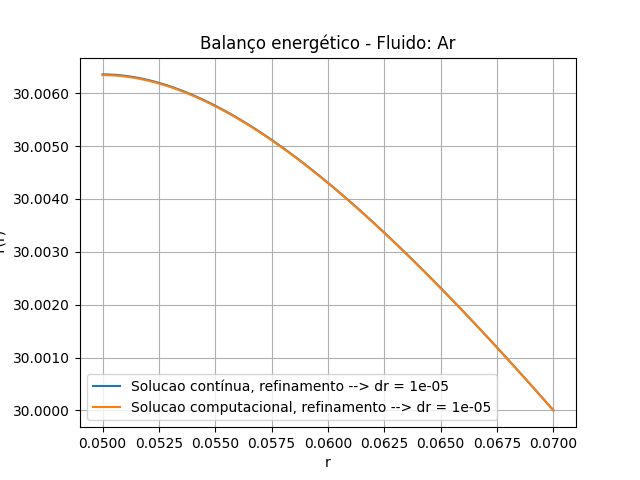 Balanço energético - Fluido: Ar
30.0060
30.0050
30.0040
30.0030
30.0020
30.0010
30.0000
Solucao contínua, refinamento --> dr = 1e-05
Solucao computacional, refinamento --> dr = 1e-05
0.0500 0.0525 0.0550 0.0575 0.0600 0.0625 0.0650 0.0675 0.0700
r